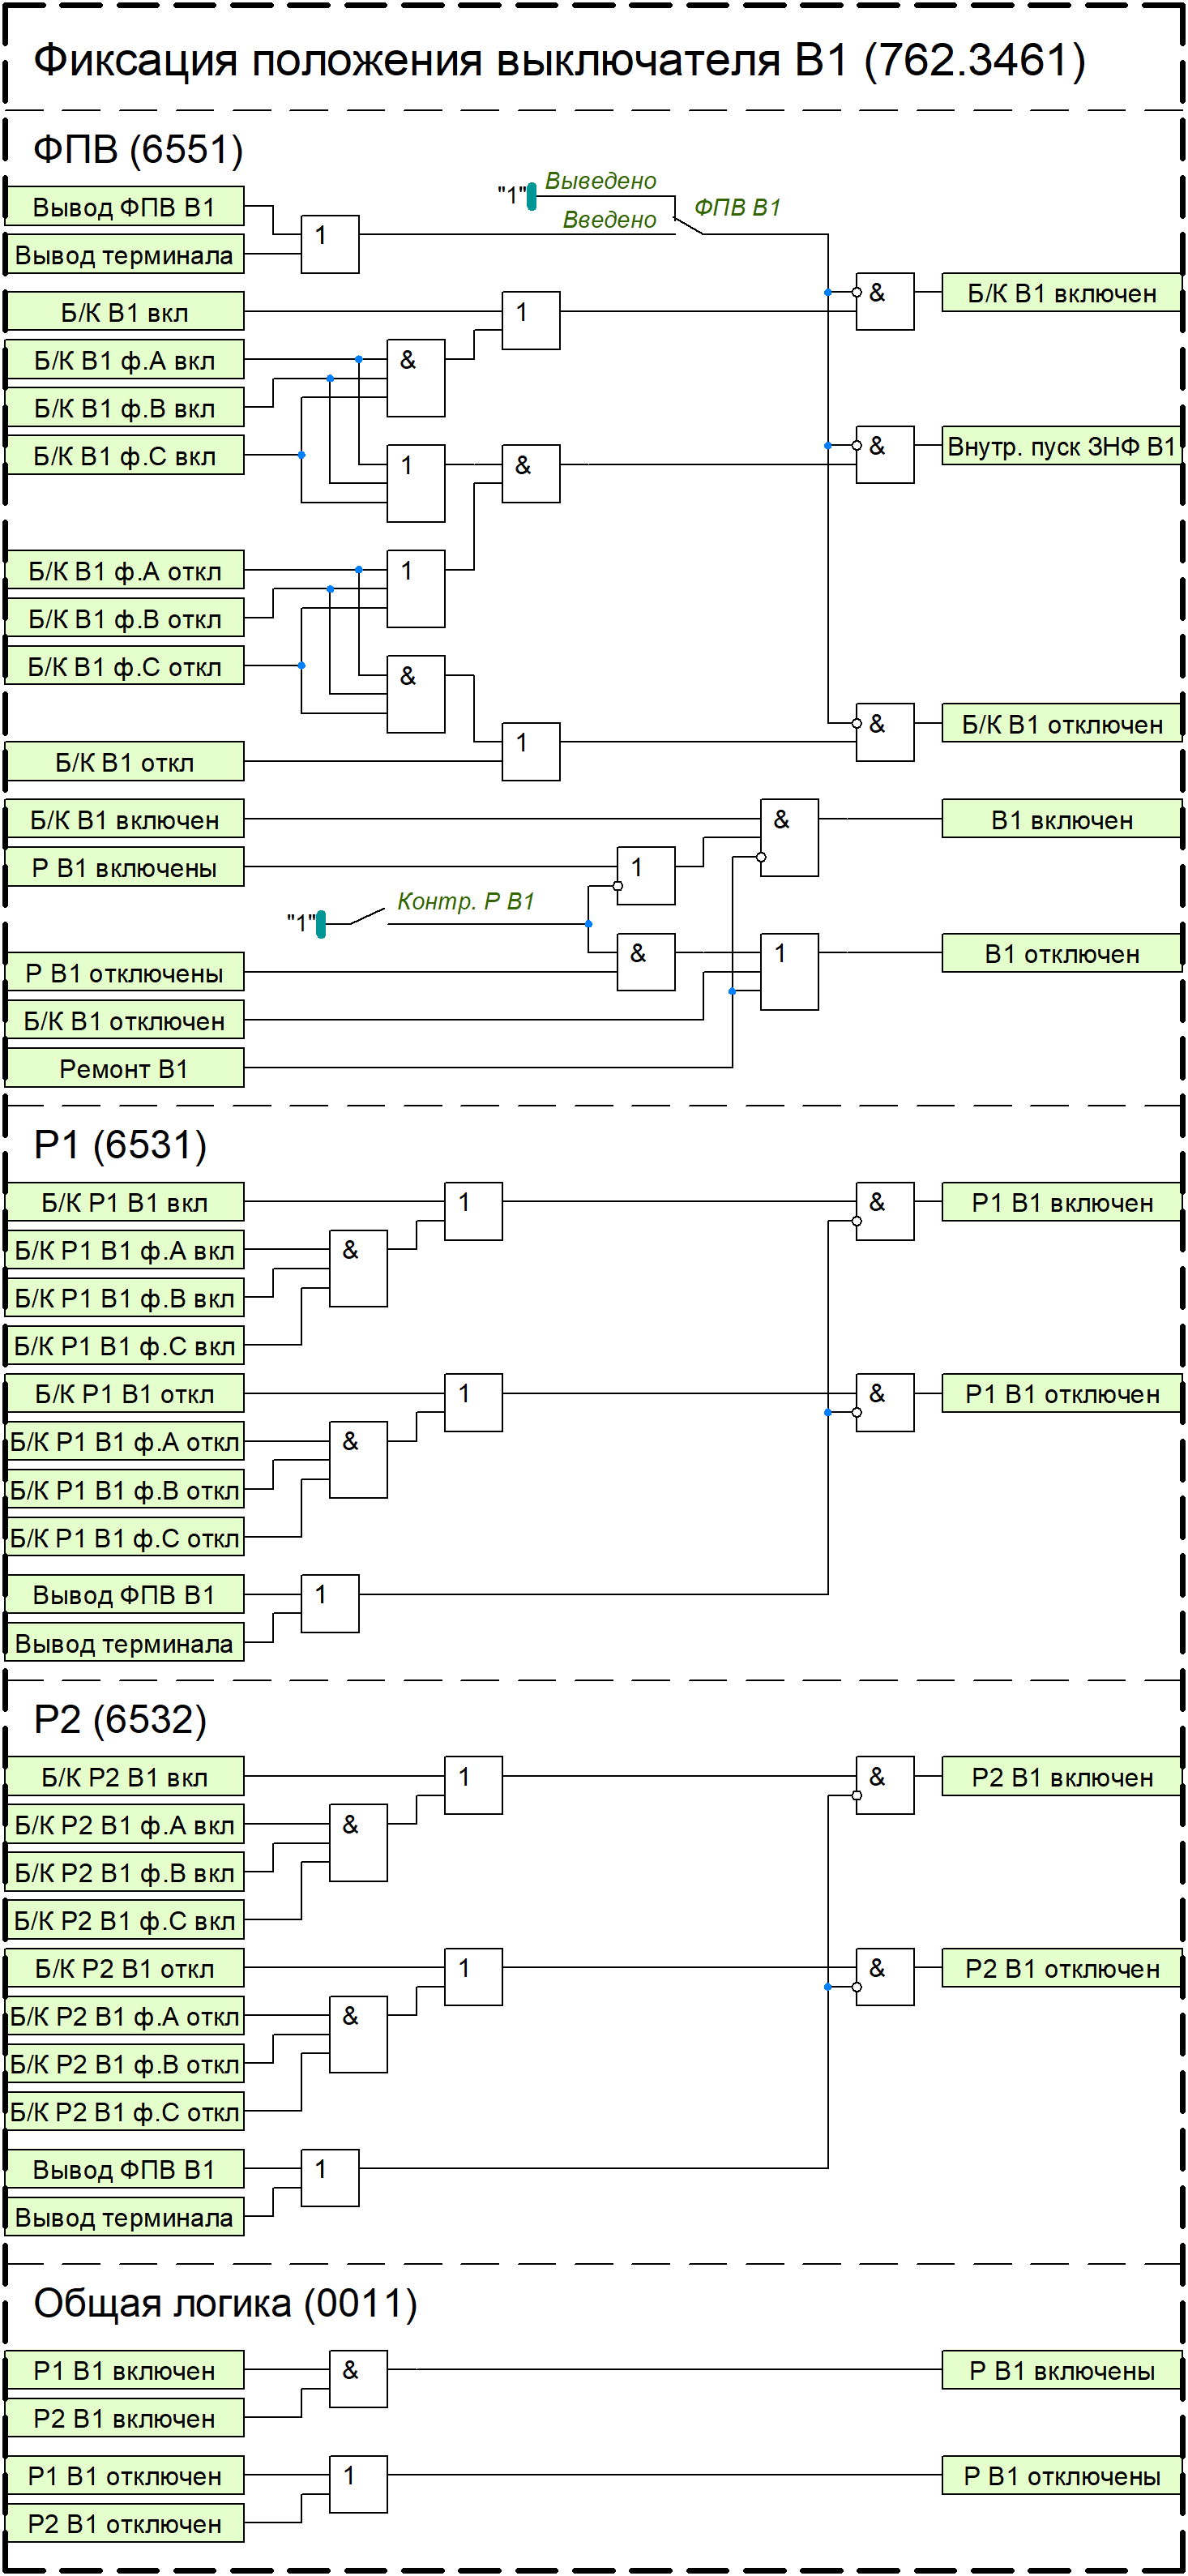 Фиксация положения выключателя В1 (762.3461)
ФПВ (6551)
"1"
Выведено
Вывод ФПВ В1
ФПВ В1
Введено
1
Вывод терминала
&
Б/К В1 включен
Б/К В1 вкл
1
Б/К В1 ф.А вкл
&
Б/К В1 ф.В вкл
&
Внутр. пуск ЗНФ В1
Б/К В1 ф.С вкл
1
&
Б/К В1 ф.А откл
1
Б/К В1 ф.В откл
Б/К В1 ф.С откл
&
&
Б/К В1 отключен
1
Б/К В1 откл
Б/К В1 включен
&
В1 включен
Р В1 включены
1
"1"
Контр. Р В1
&
1
В1 отключен
Р В1 отключены
Б/К В1 отключен
Ремонт В1
Р1 (6531)
Б/К Р1 В1 вкл
1
&
Р1 В1 включен
Б/К Р1 В1 ф.А вкл
&
Б/К Р1 В1 ф.В вкл
Б/К Р1 В1 ф.С вкл
Б/К Р1 В1 откл
1
&
Р1 В1 отключен
Б/К Р1 В1 ф.А откл
&
Б/К Р1 В1 ф.В откл
Б/К Р1 В1 ф.С откл
Вывод ФПВ В1
1
Вывод терминала
Р2 (6532)
Б/К Р2 В1 вкл
1
&
Р2 В1 включен
Б/К Р2 В1 ф.А вкл
&
Б/К Р2 В1 ф.В вкл
Б/К Р2 В1 ф.С вкл
Б/К Р2 В1 откл
1
&
Р2 В1 отключен
Б/К Р2 В1 ф.А откл
&
Б/К Р2 В1 ф.В откл
Б/К Р2 В1 ф.С откл
Вывод ФПВ В1
1
Вывод терминала
Общая логика (0011)
Р1 В1 включен
&
Р В1 включены
Р2 В1 включен
Р1 В1 отключен
1
Р В1 отключены
Р2 В1 отключен